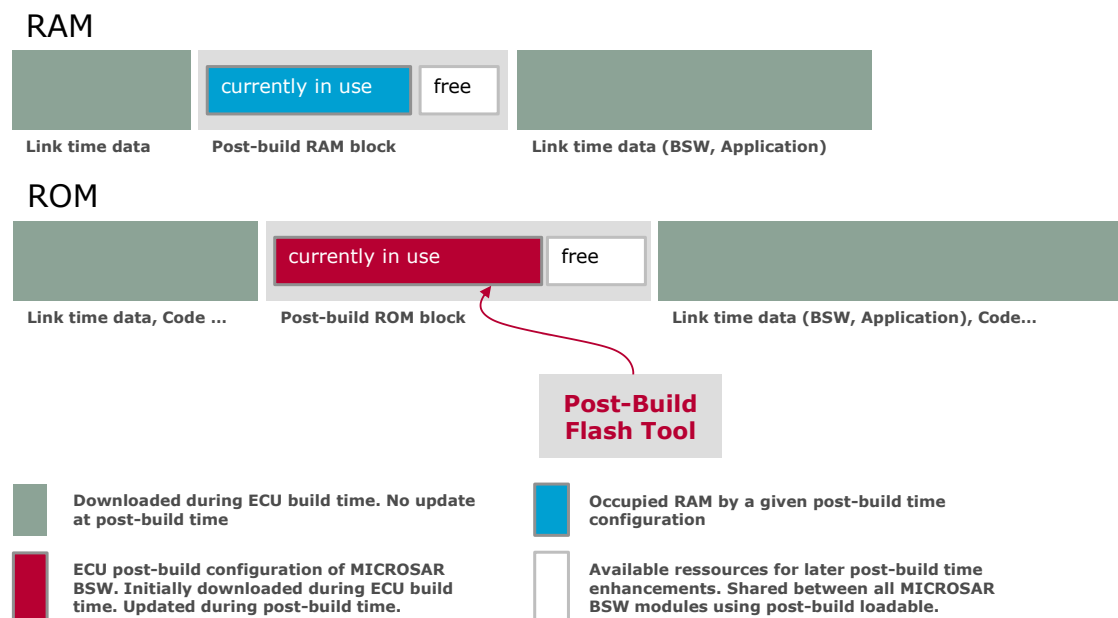 RAM
currently in use
free
Link time data
Post-build RAM block
Link time data (BSW, Application)
ROM
currently in use
free
Link time data, Code ...
Post-build ROM block
Link time data (BSW, Application), Code...
Post-Build
Flash Tool
Downloaded during ECU build time. No update
at post-build time
Occupied RAM by a given post-build time
configuration
ECU post-build configuration of MICROSAR
BSW. Initially downloaded during ECU build
time. Updated during post-build time.
Available ressources for later post-build time
enhancements. Shared between all MICROSAR
BSW modules using post-build loadable.